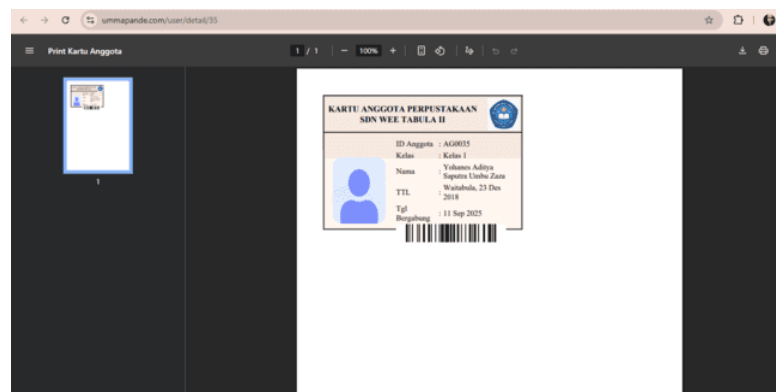 ummapande.com/user/detail/35
Print Kartu Anggota
1 / 1
100%
1
KARTU ANGGOTA PERPUSTAKAAN
SDN WEE TABULA II
ID Anggota : AG0035
Kelas : Kelas 1
Nama : Yohanes Aditya
Saputra Umbu Zaza
TTL : Waitabula, 23 Des
2018
Tgl
Bergabung : 11 Sep 2025